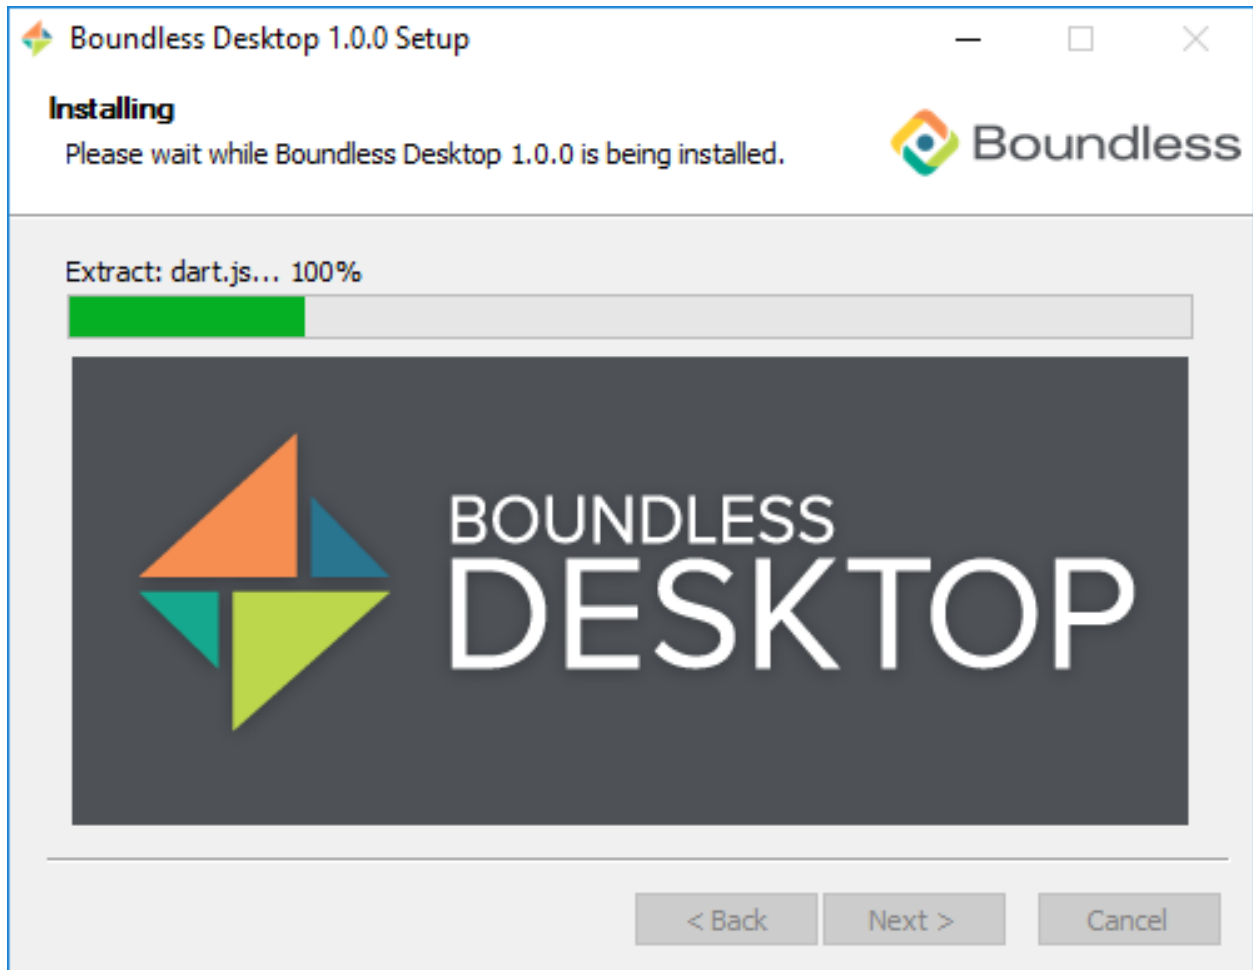 Boundless Desktop 1.0.0 Setup
Installing
Please wait while Boundless Desktop 1.0.0 is being installed.
Boundless
Extract: dart.js... 100%
BOUNDLESS
DESKTOP
< Back
Next >
Cancel